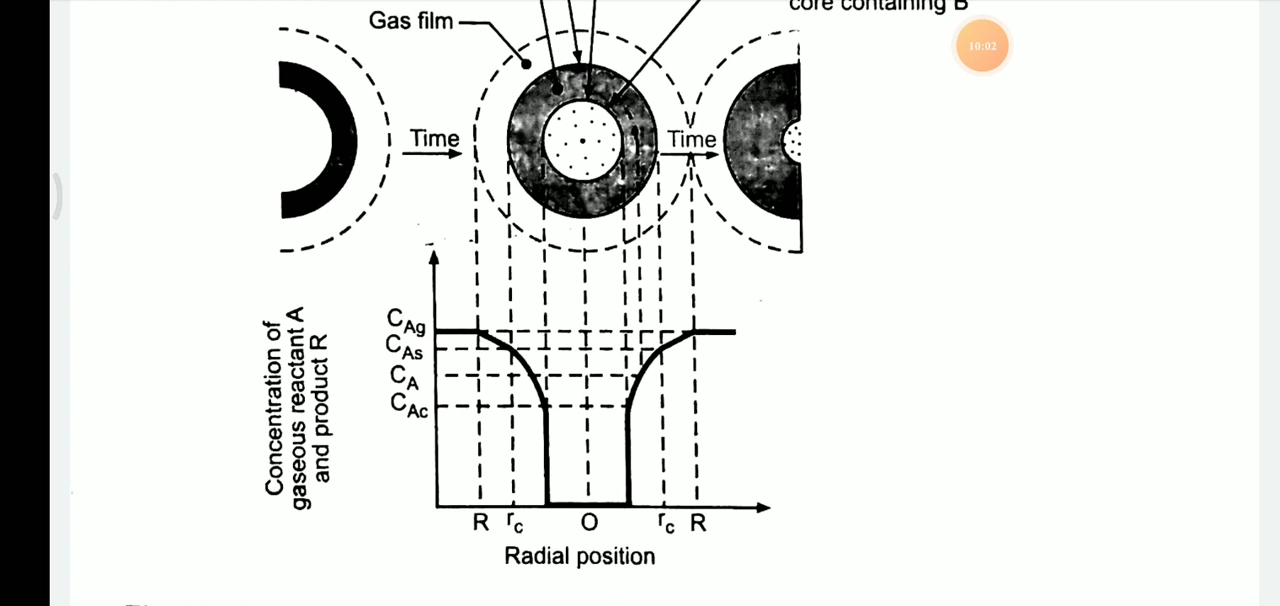 core containing B
Gas film
10:02
Time
Time
Concentration of
gaseous reactant A
and product R
CAg
CAs
CA
CAc
R rc O rc R
Radial position